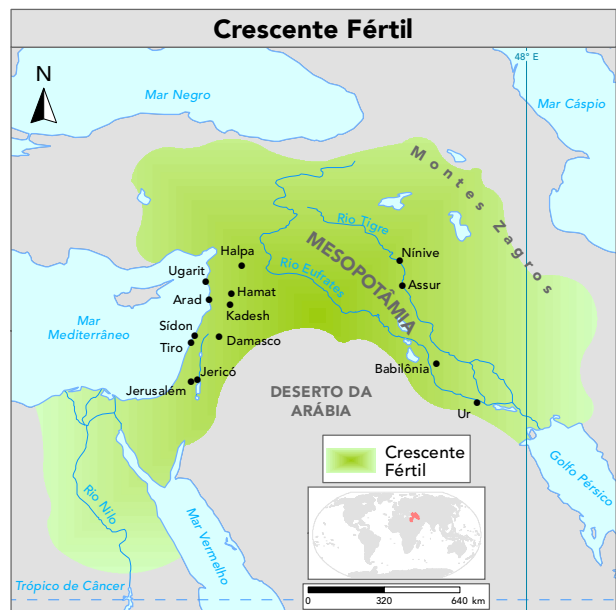 Crescente Fértil
48° E
N
Mar Negro
Mar Cáspio
Montes Zagros
Rio Tigre
MESOPOTÂMIA
Halpa
Nínive
Rio Eufrates
Ugarit
Assur
Hamat
Arad
Kadesh
Mar
Mediterrâneo
Sídon
Damasco
Tiro
Babilônia
Jericó
Jerusalém
DESERTO DA
ARÁBIA
Ur
Crescente
Fértil
Golfo Pérsico
Rio Nilo
Mar Vermelho
Trópico de Câncer
0
320
640 km